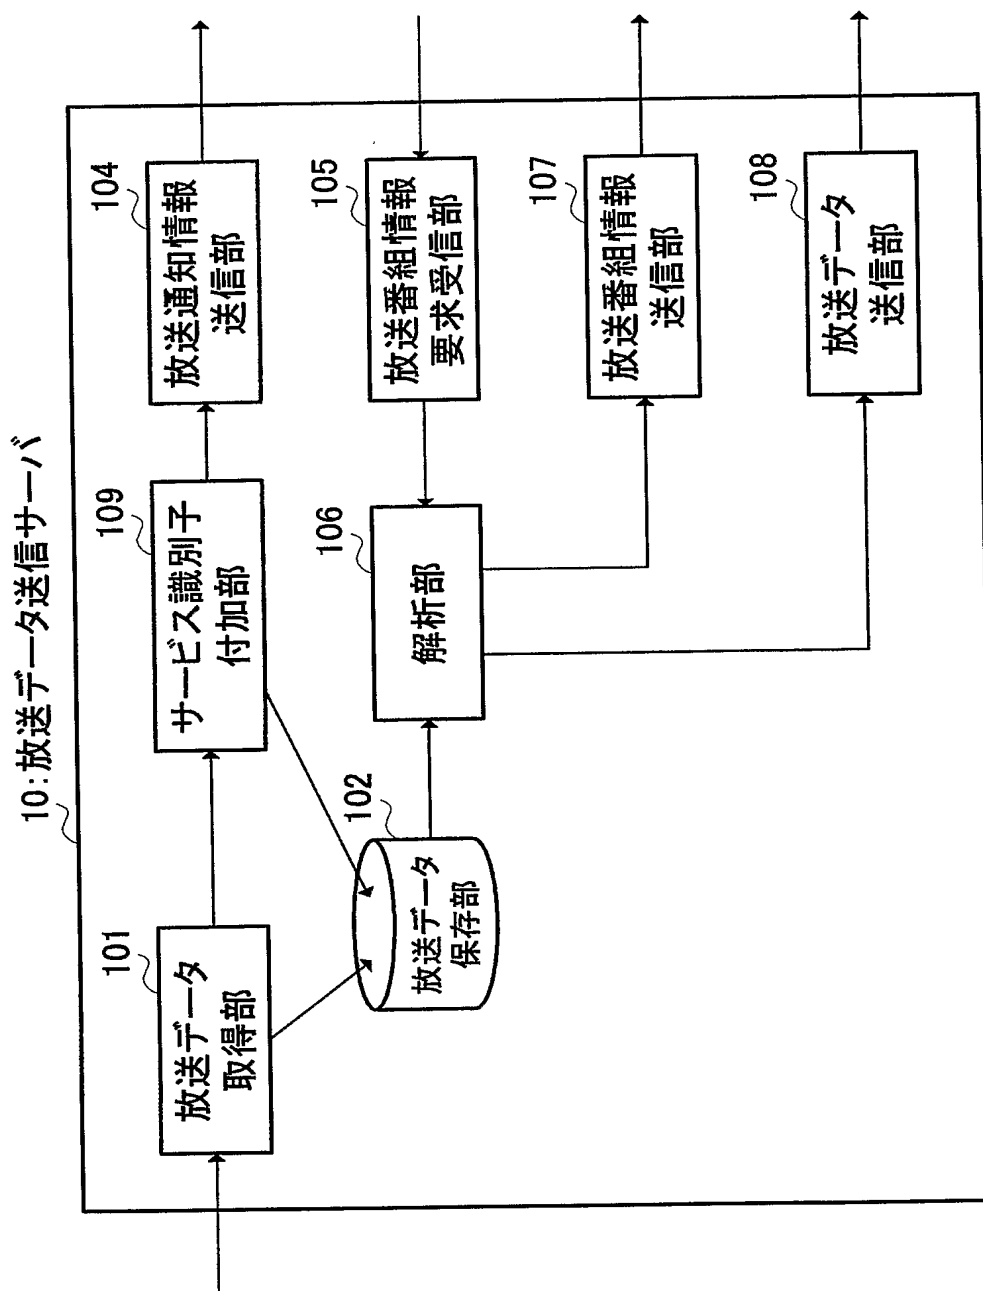 10:放送データ送信サーバ
101
放送データ
取得部
109
サービス識別子
付加部
104
放送通知情報
送信部
102
放送データ
保存部
106
解析部
105
放送番組情報
要求受信部
107
放送番組情報
送信部
108
放送データ
送信部